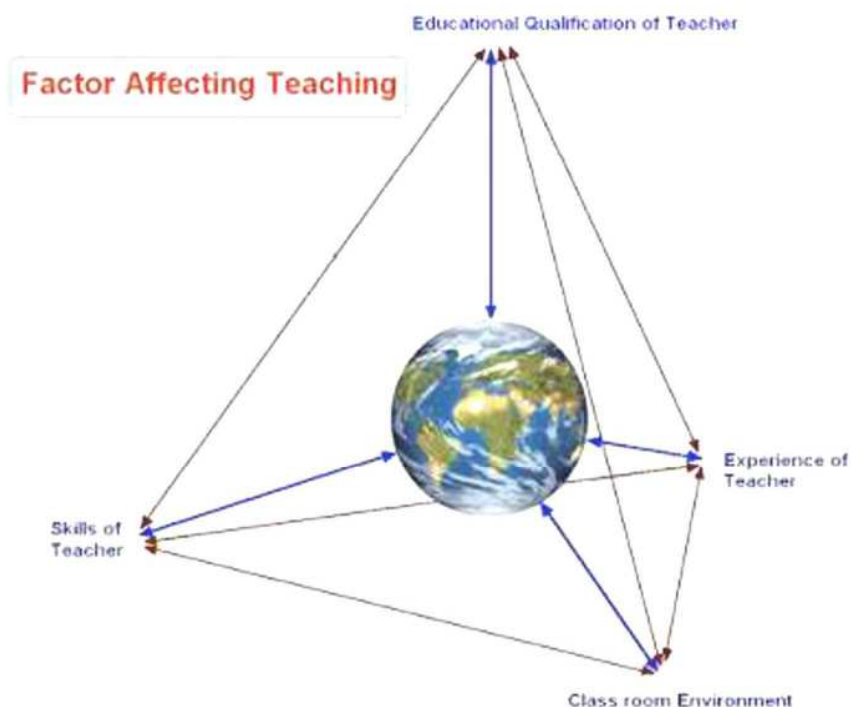 Educational Qualification of Teacher
Factor Affecting Teaching
Experience of
Teacher
Skills of
Teacher
Class room Environment